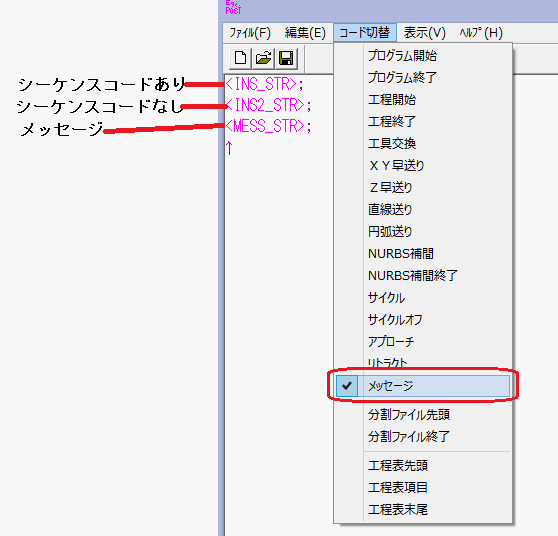 Eディ
POST
ファイル(F) 編集(E) コード切替 表示(V) ヘルプ(H)
シーケンスコードあり <INS_STR>;
シーケンスコードなし <INS2_STR>;
メッセージ <MESS_STR>;
↑
プログラム開始
プログラム終了
工程開始
工程終了
工具交換
ＸＹ早送り
Ｚ早送り
直線送り
円弧送り
NURBS補間
NURBS補間終了
サイクル
サイクルオフ
アプローチ
リトラクト
メッセージ
分割ファイル先頭
分割ファイル終了
工程表先頭
工程表項目
工程表末尾